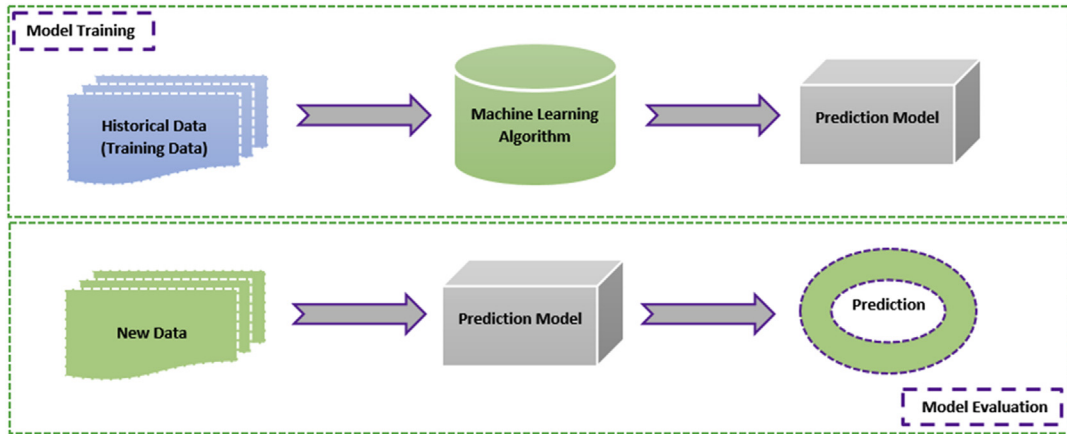 Model Training
Historical Data
(Training Data)
Machine Learning
Algorithm
Prediction Model
New Data
Prediction Model
Prediction
Model Evaluation